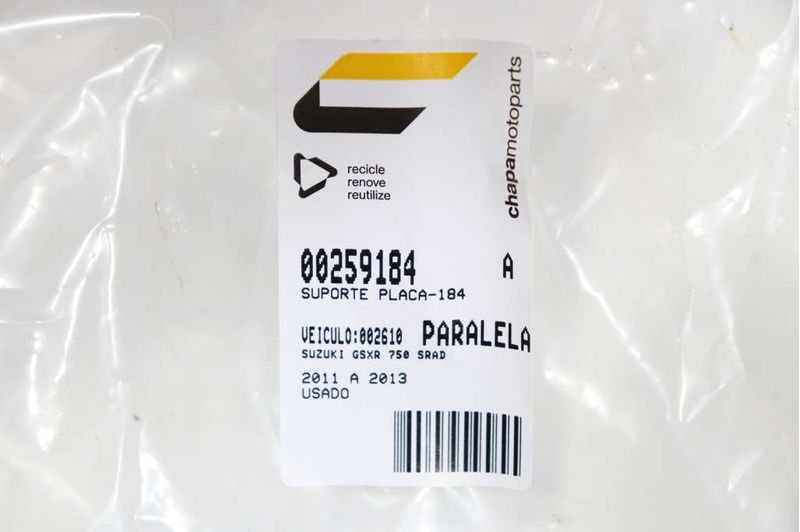 chapamotoparts
recicle
renove
reutilize
00259184 A
SUPORTE PLACA-184
VEICULO:002610 PARALELA
SUZUKI GSXR 750 SRAD
2011 A 2013
USADO